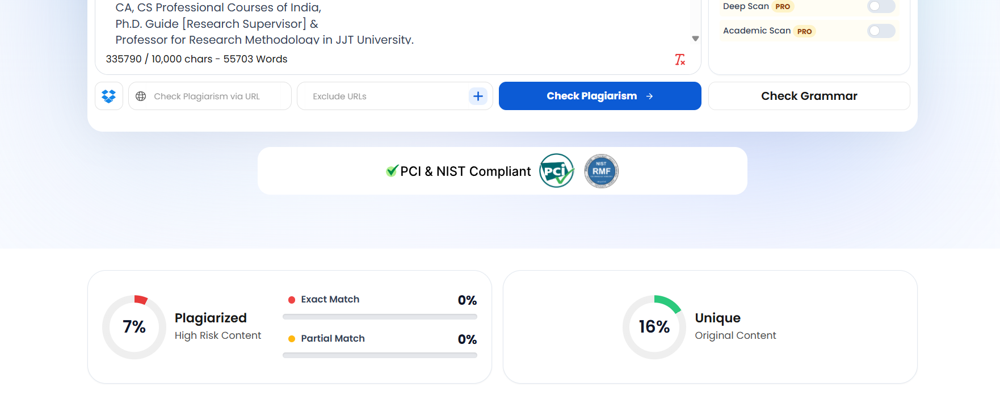 CA, CS Professional Courses of India,
Ph.D. Guide [Research Supervisor] &
Professor for Research Methodology in JJT University.
335790 / 10,000 chars - 55703 Words
Deep Scan PRO
Academic Scan PRO
Check Plagiarism via URL
Exclude URLs
Check Plagiarism →
Check Grammar
PCI & NIST Compliant
PCi
NIST
RMF
7%
Plagiarized
High Risk Content
Exact Match 0%
Partial Match 0%
16%
Unique
Original Content